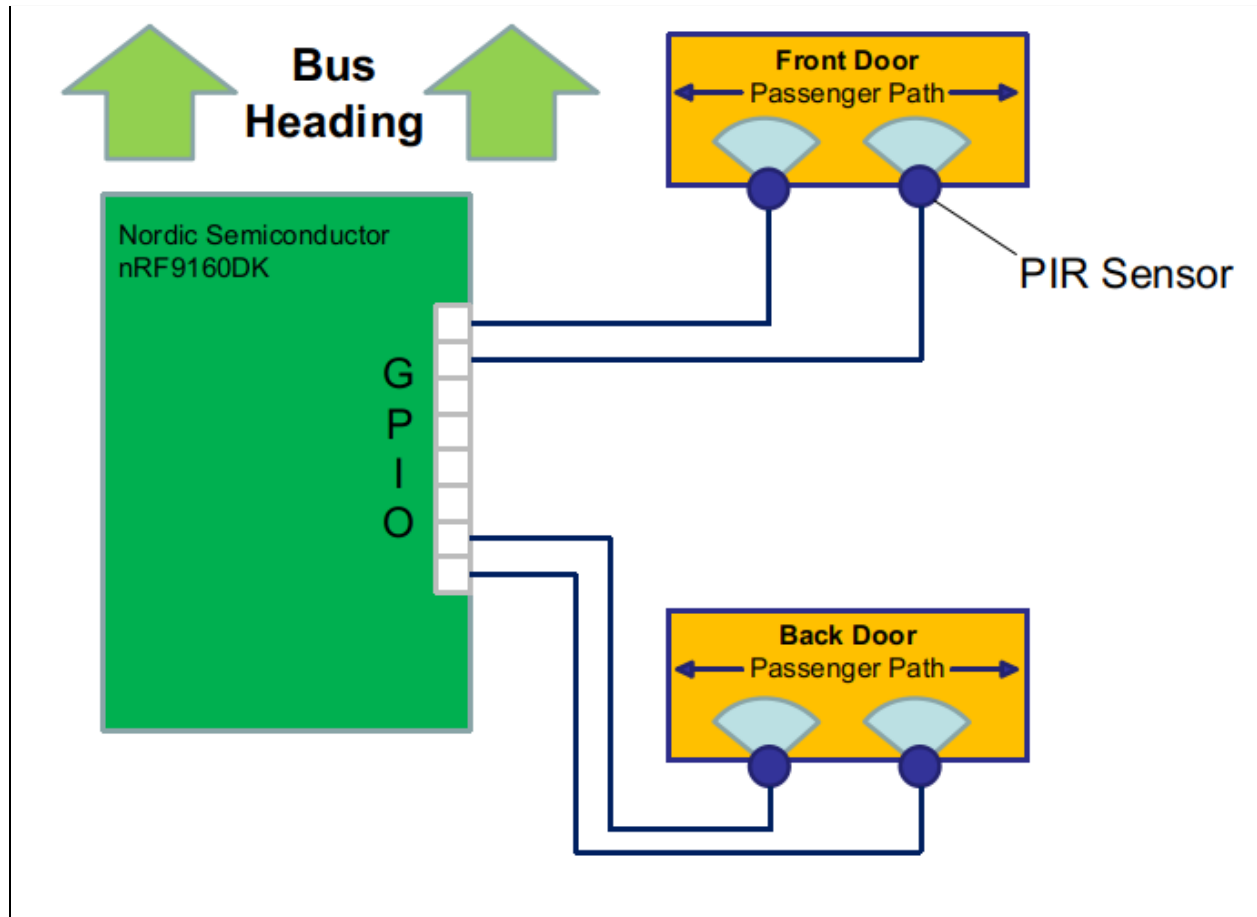 Bus
Heading
Front Door
Passenger Path
Nordic Semiconductor
nRF9160DK
PIR Sensor
G
P
I
O
Back Door
Passenger Path